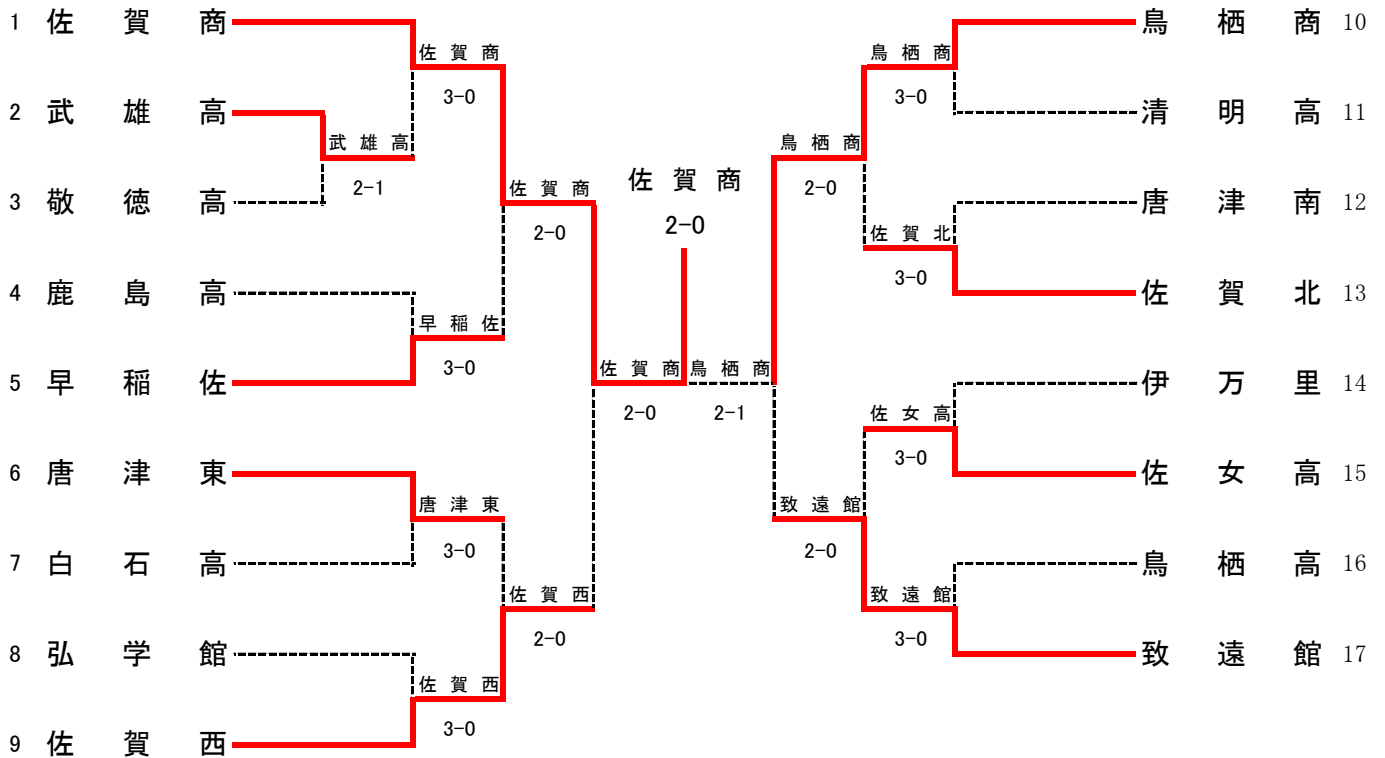 1 佐賀商
2 武雄高
3 敬徳高
4 鹿島高
5 早稲佐
6 唐津東
7 白石高
8 弘学館
9 佐賀西
佐賀商
3-0
武雄高
2-1
早稲佐
3-0
唐津東
3-0
佐賀西
3-0
佐賀商
2-0
佐賀西
2-0
佐賀商
2-0
佐賀商
2-0
鳥栖商
2-1
鳥栖商
2-0
致遠館
2-0
鳥栖商
3-0
佐賀北
3-0
佐女高
3-0
致遠館
3-0
鳥栖商 10
清明高 11
唐津南 12
佐賀北 13
伊万里 14
佐女高 15
鳥栖高 16
致遠館 17